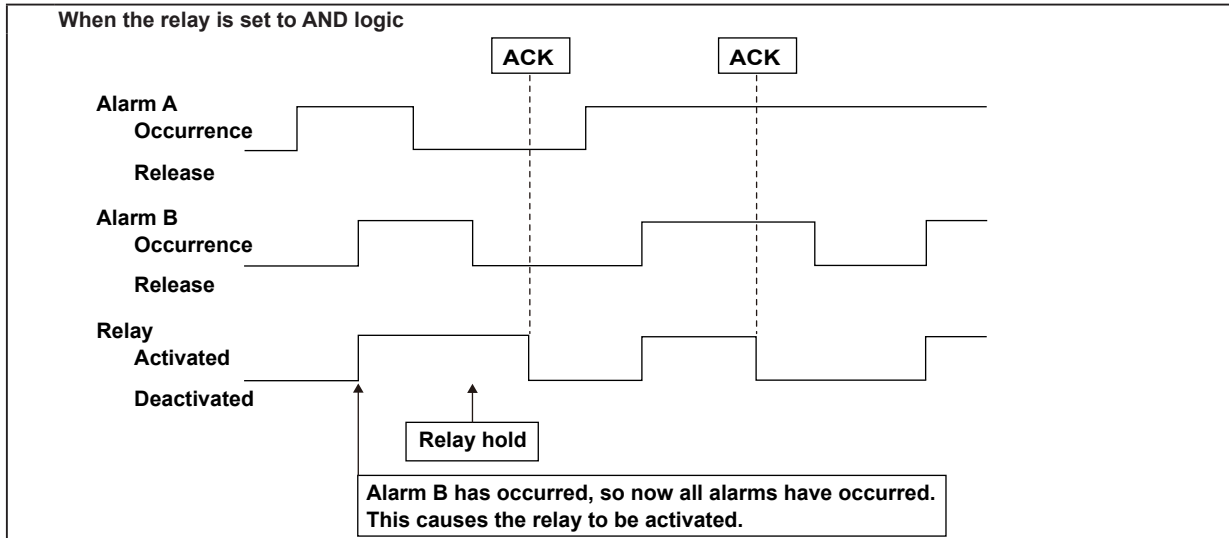 When the relay is set to AND logic
ACK
ACK
Alarm A
Occurrence
Release
Alarm B
Occurrence
Release
Relay
Activated
Deactivated
Relay hold
Alarm B has occurred, so now all alarms have occurred.
This causes the relay to be activated.